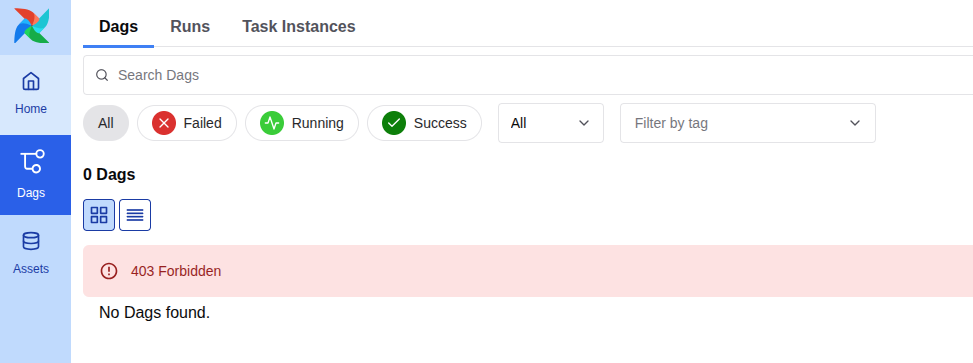 Dags Runs Task Instances
Home
Dags
Assets
Search Dags
All Failed Running Success All Filter by tag
0 Dags
403 Forbidden
No Dags found.